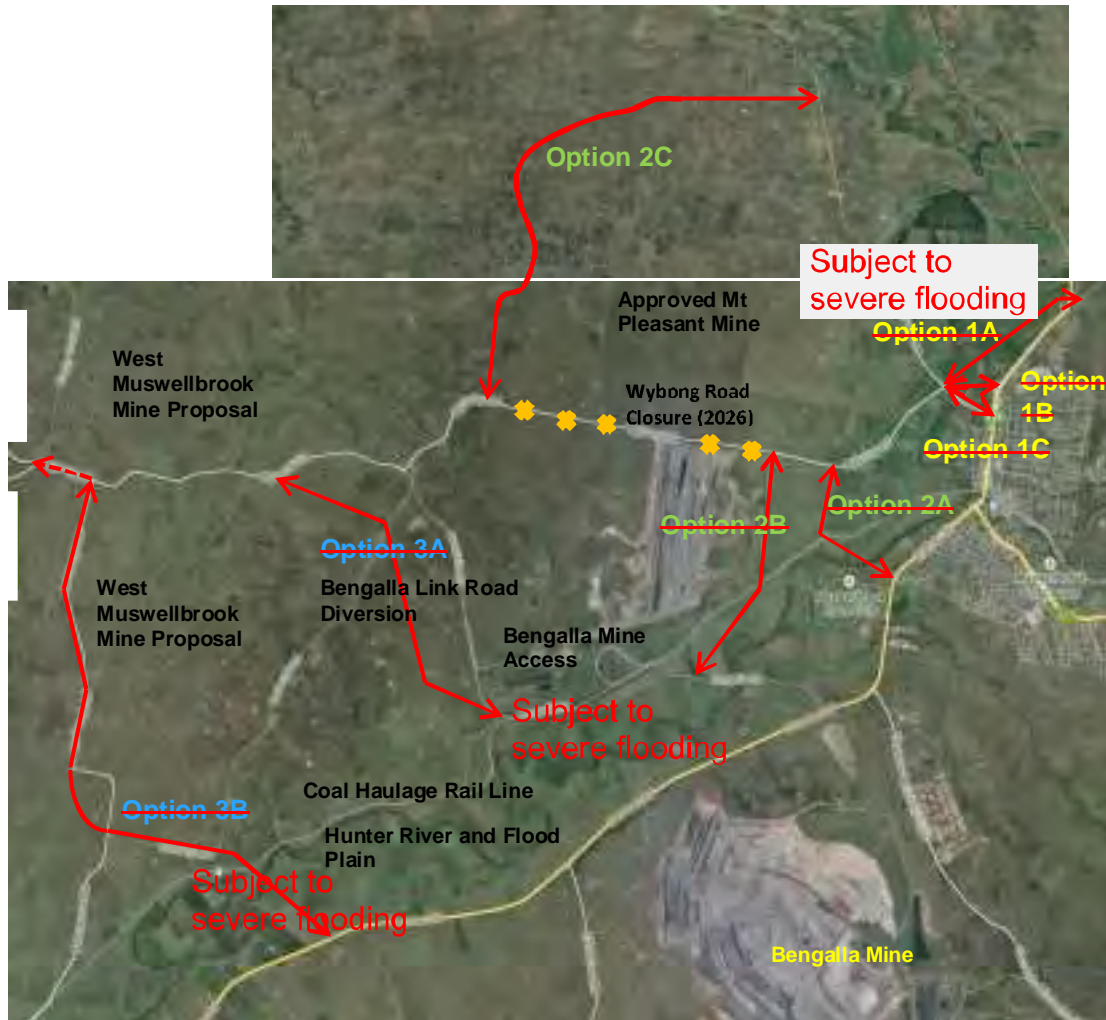 Option 2C
Subject to
severe flooding
Approved Mt
Pleasant Mine
Option 1A
West
Muswellbrook
Mine Proposal
Wybong Road
Closure (2026)
Option
1B
Option 1C
Option 2A
Option 2B
Option 3A
Bengalla Link Road
Diversion
West
Muswellbrook
Mine Proposal
Bengalla Mine
Access
Subject to
severe flooding
Coal Haulage Rail Line
Option 3B
Hunter River and Flood
Plain
Subject to
severe flooding
Bengalla Mine